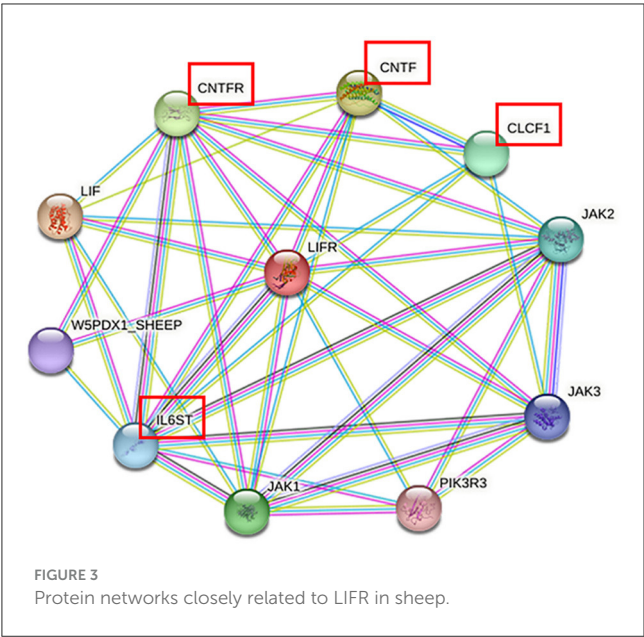 CNTF
CNTFR
CLCF1
LIF
JAK2
LIFR
W5PDX1_SHEEP
JAK3
IL6ST
PIK3R3
JAK1
FIGURE 3
Protein networks closely related to LIFR in sheep.